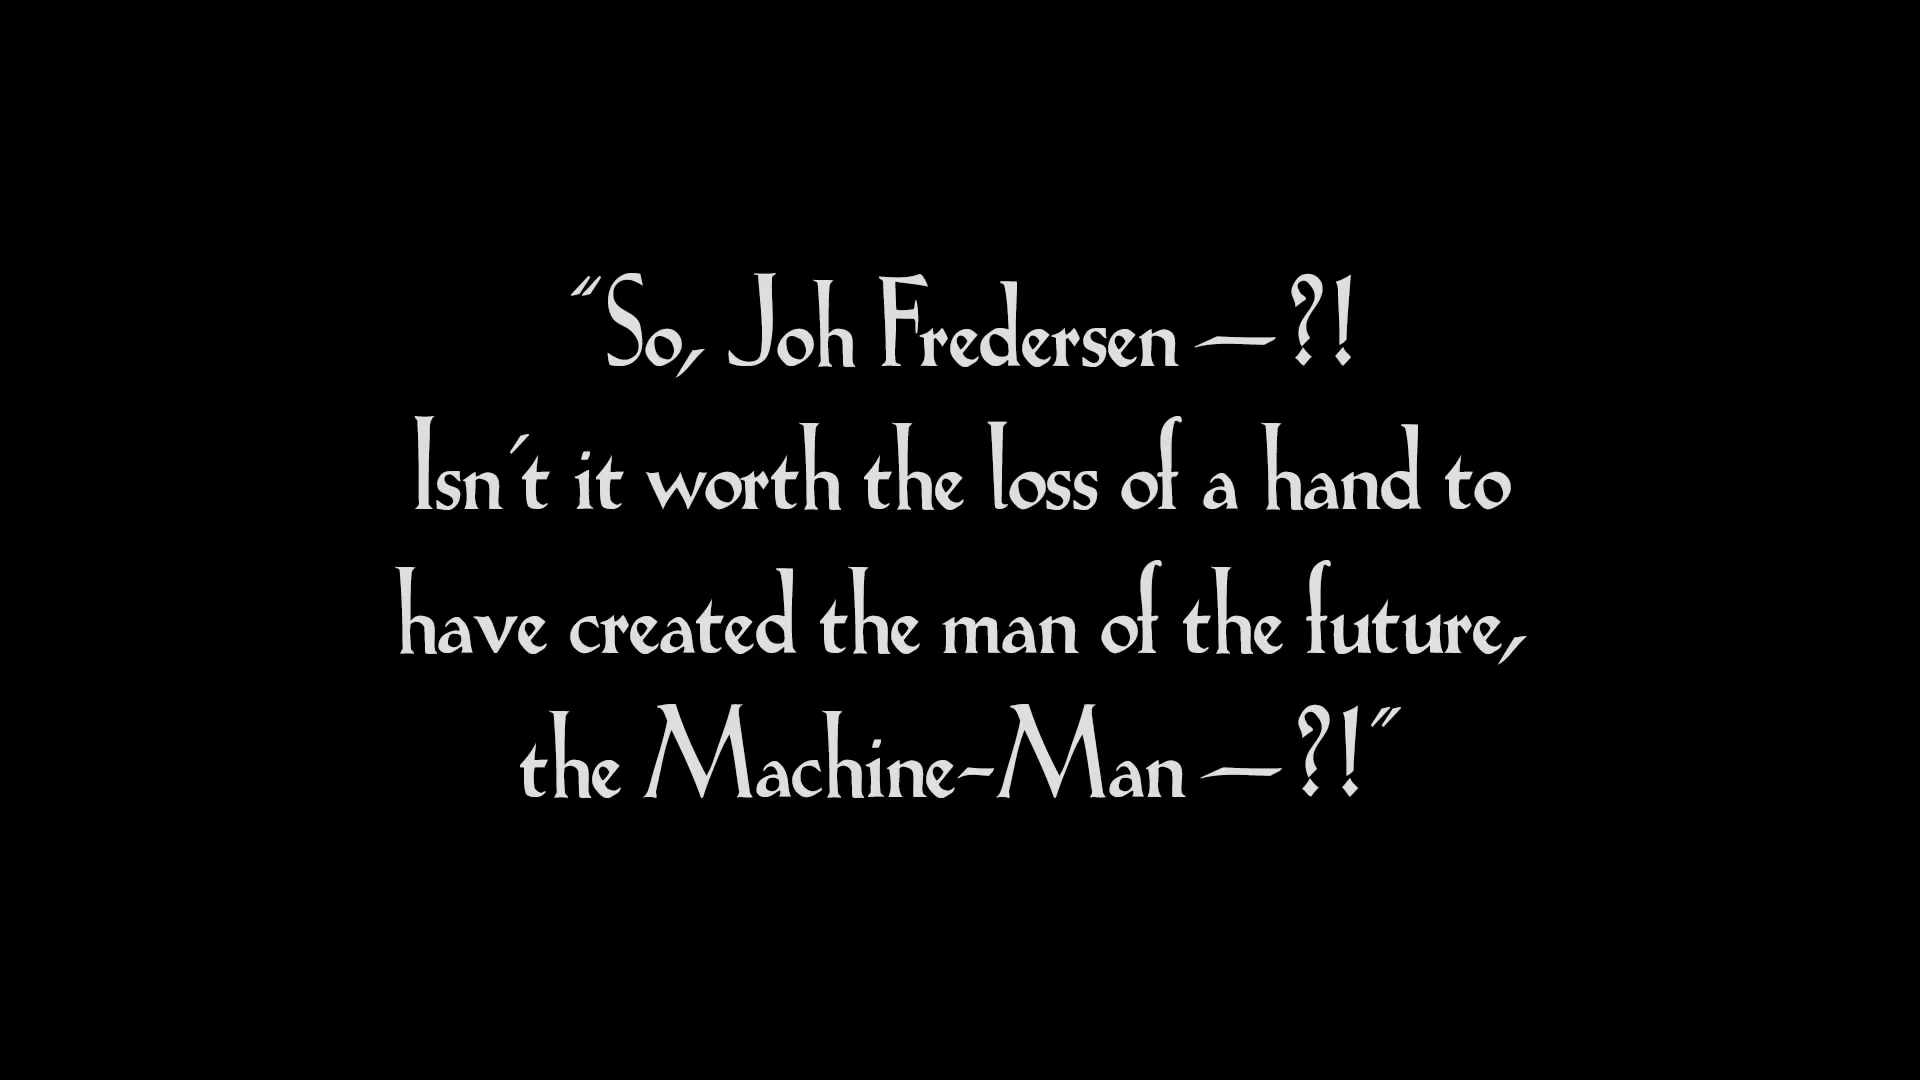 "So, Joh Fredersen —?!
Isn't it worth the loss of a hand to
have created the man of the future,
the Machine-Man —?!"